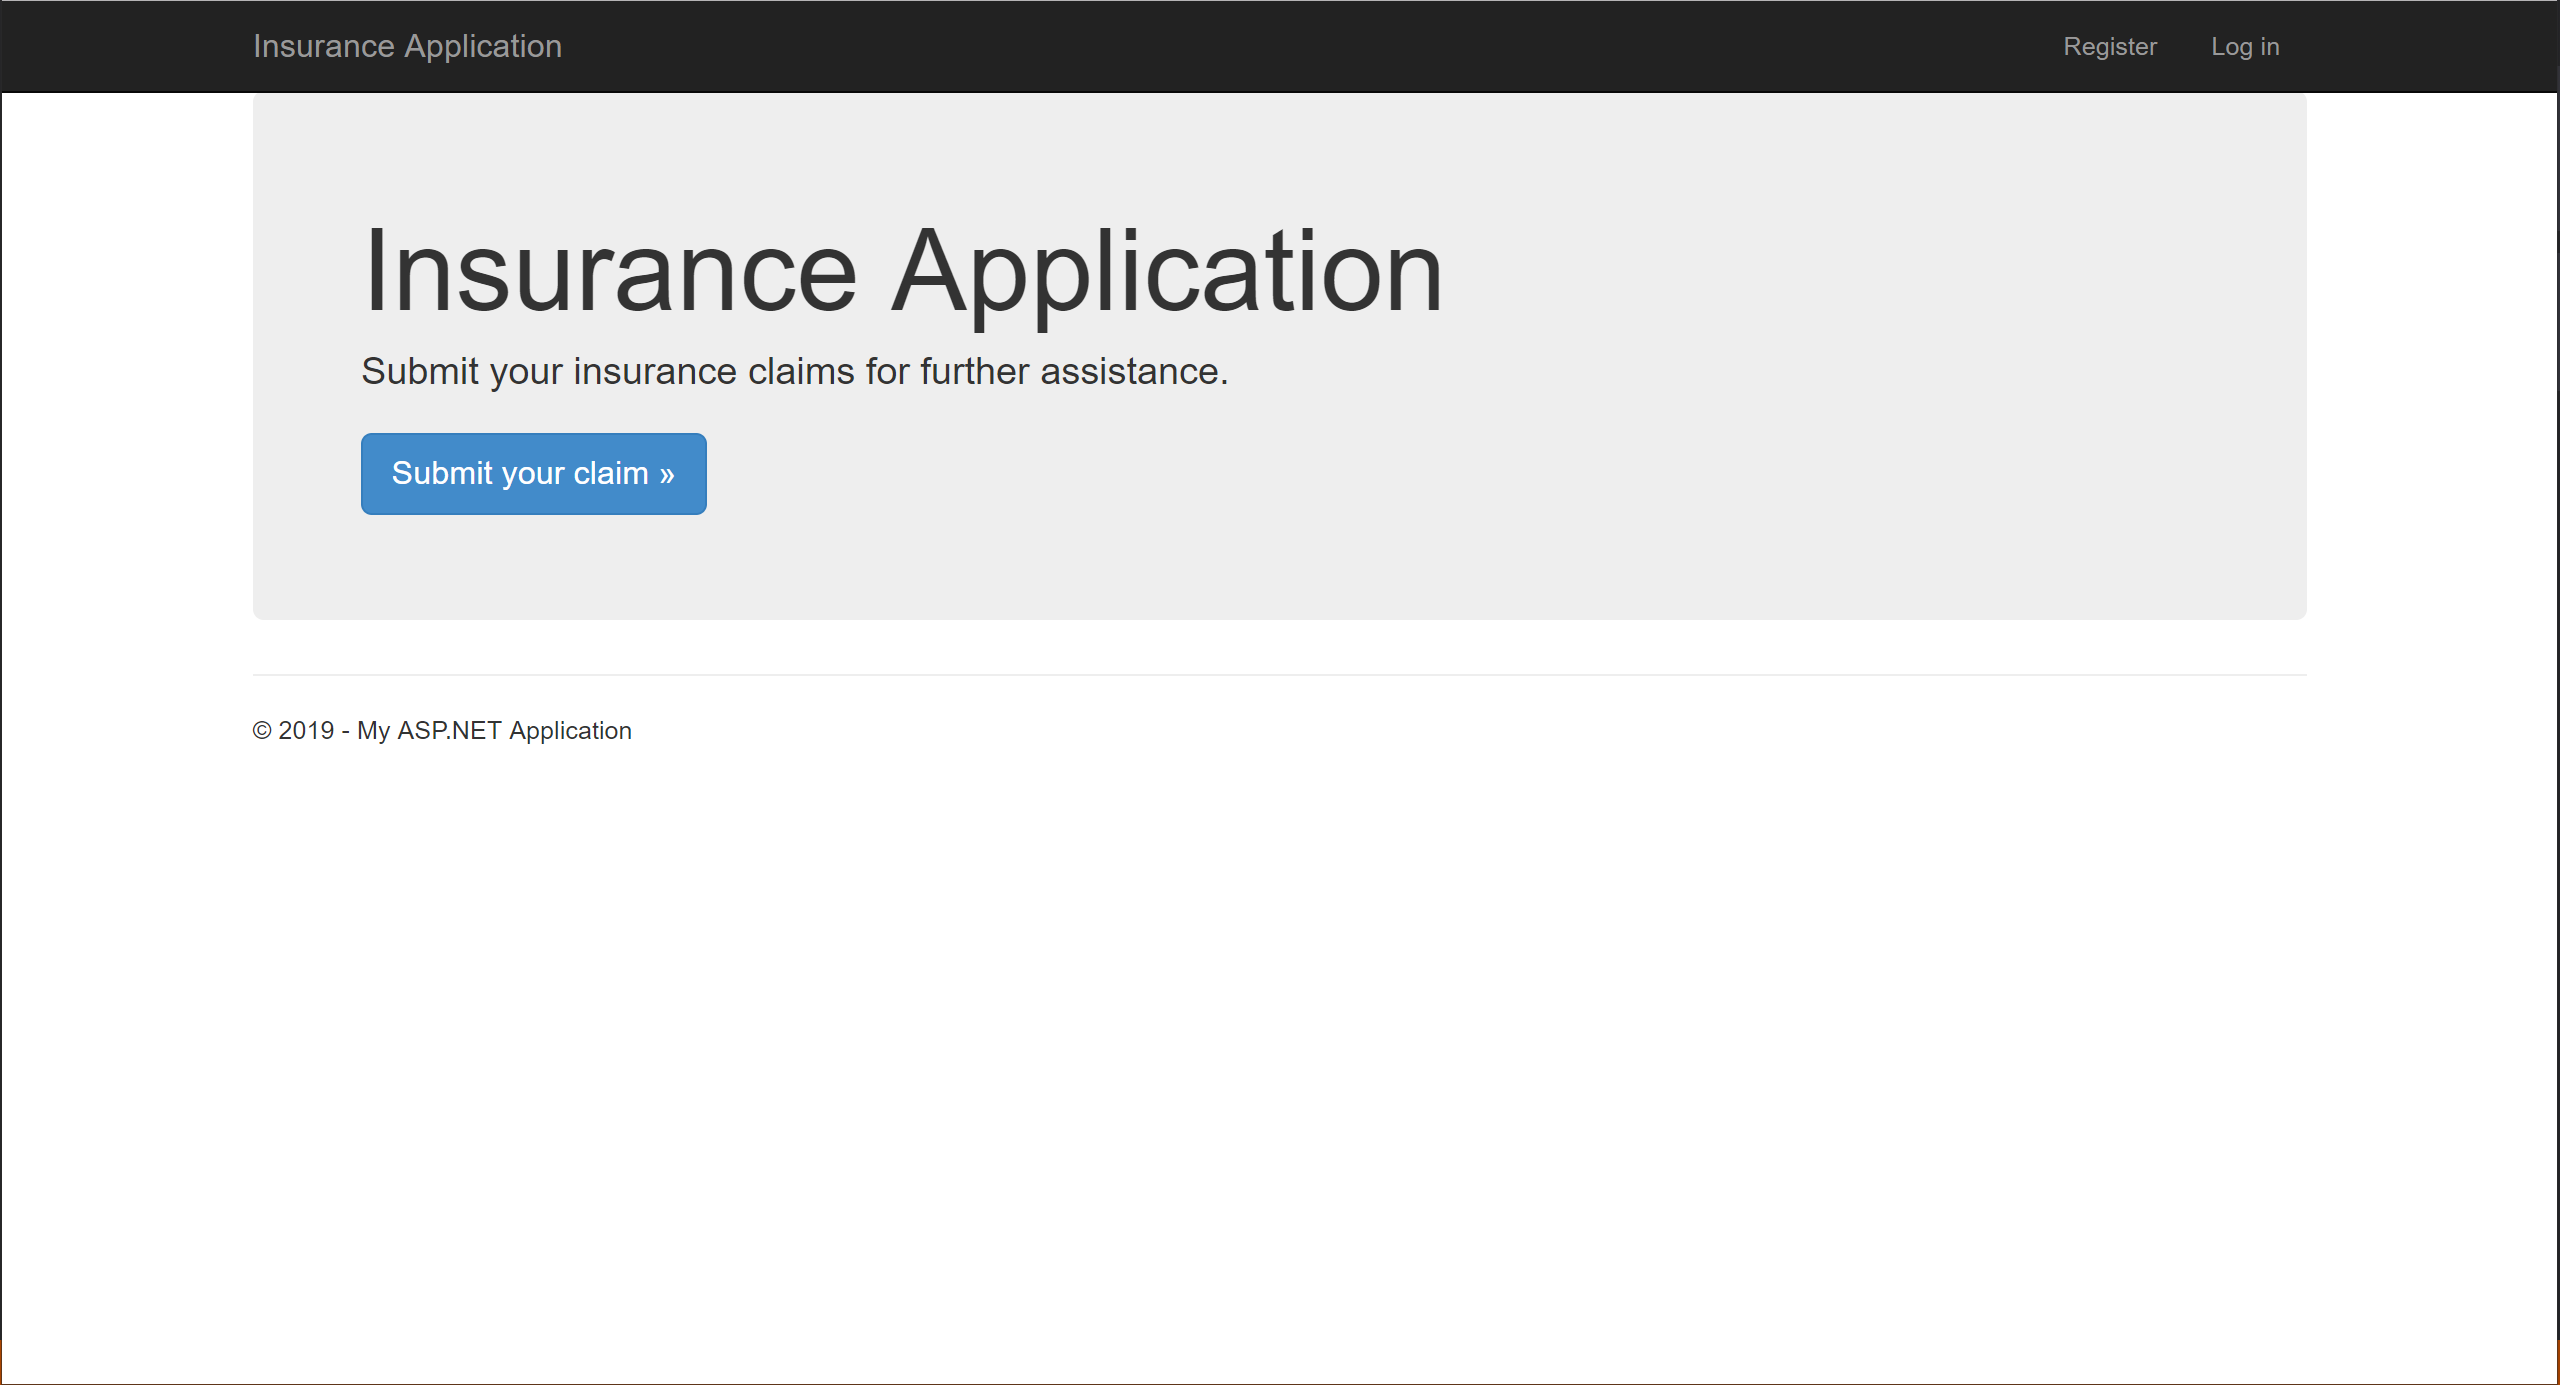 Insurance Application
Register
Log in
Insurance Application
Submit your insurance claims for further assistance.
Submit your claim »
© 2019 - My ASP.NET Application